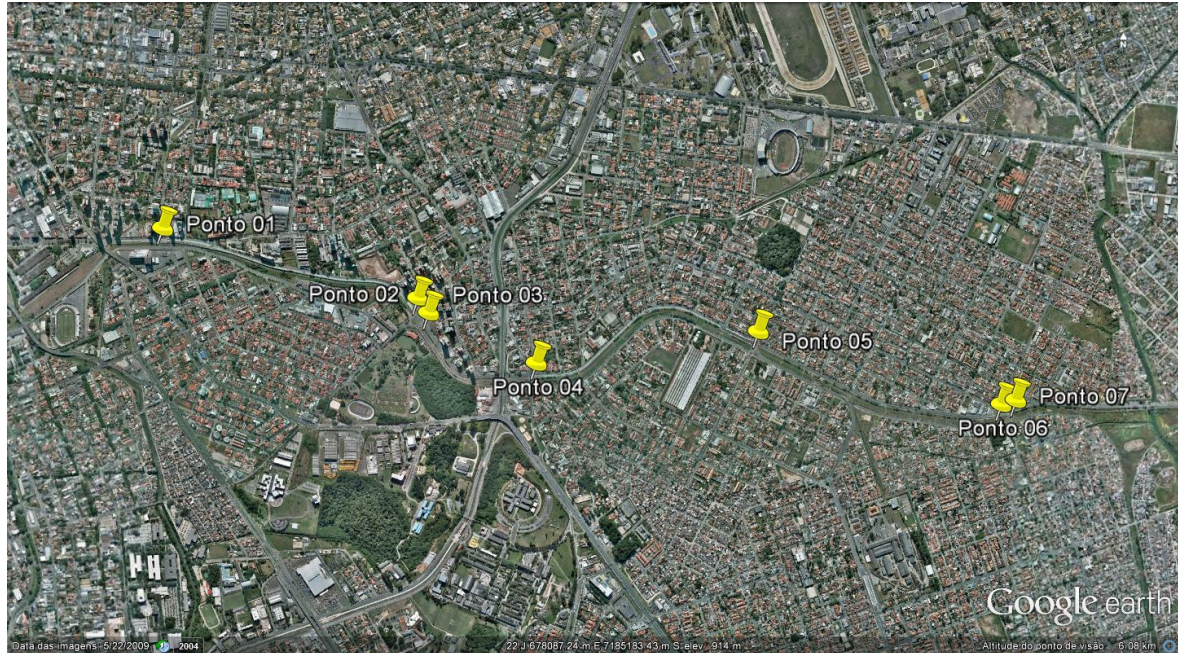 N
Ponto 01
Ponto 02
Ponto 03
Ponto 04
Ponto 05
Ponto 06
Ponto 07
Google earth
Data das imagens: 5/22/2009
2004
22 J 678087.24 m E 7185183.43 m S elev 914 m
Altitude do ponto de visão 6.08 km